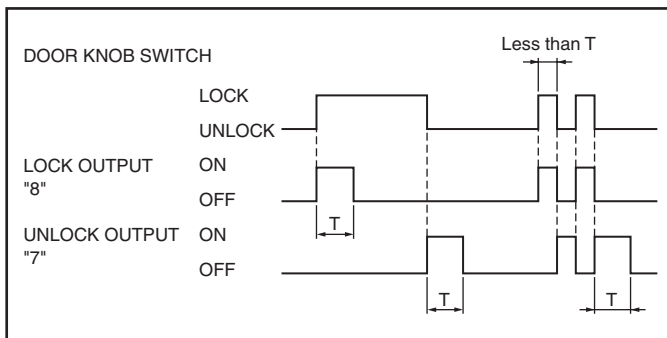 Less than T
DOOR KNOB SWITCH
LOCK
UNLOCK
LOCK OUTPUT
"8"
ON
OFF
T
UNLOCK OUTPUT
"7"
ON
OFF
T
T